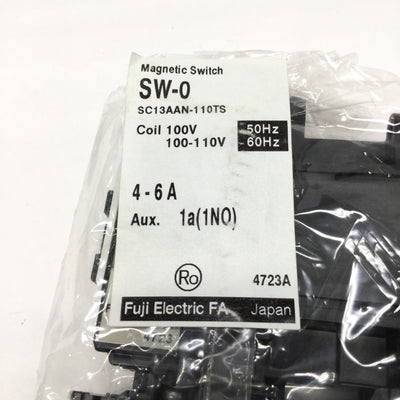 Magnetic Switch
SW-0
SC13AAN-110TS
Coil 100V 50Hz
100-110V 60Hz
4-6A
Aux. 1a(1NO)
Ro 4723A
Fuji Electric FA Japan
4723